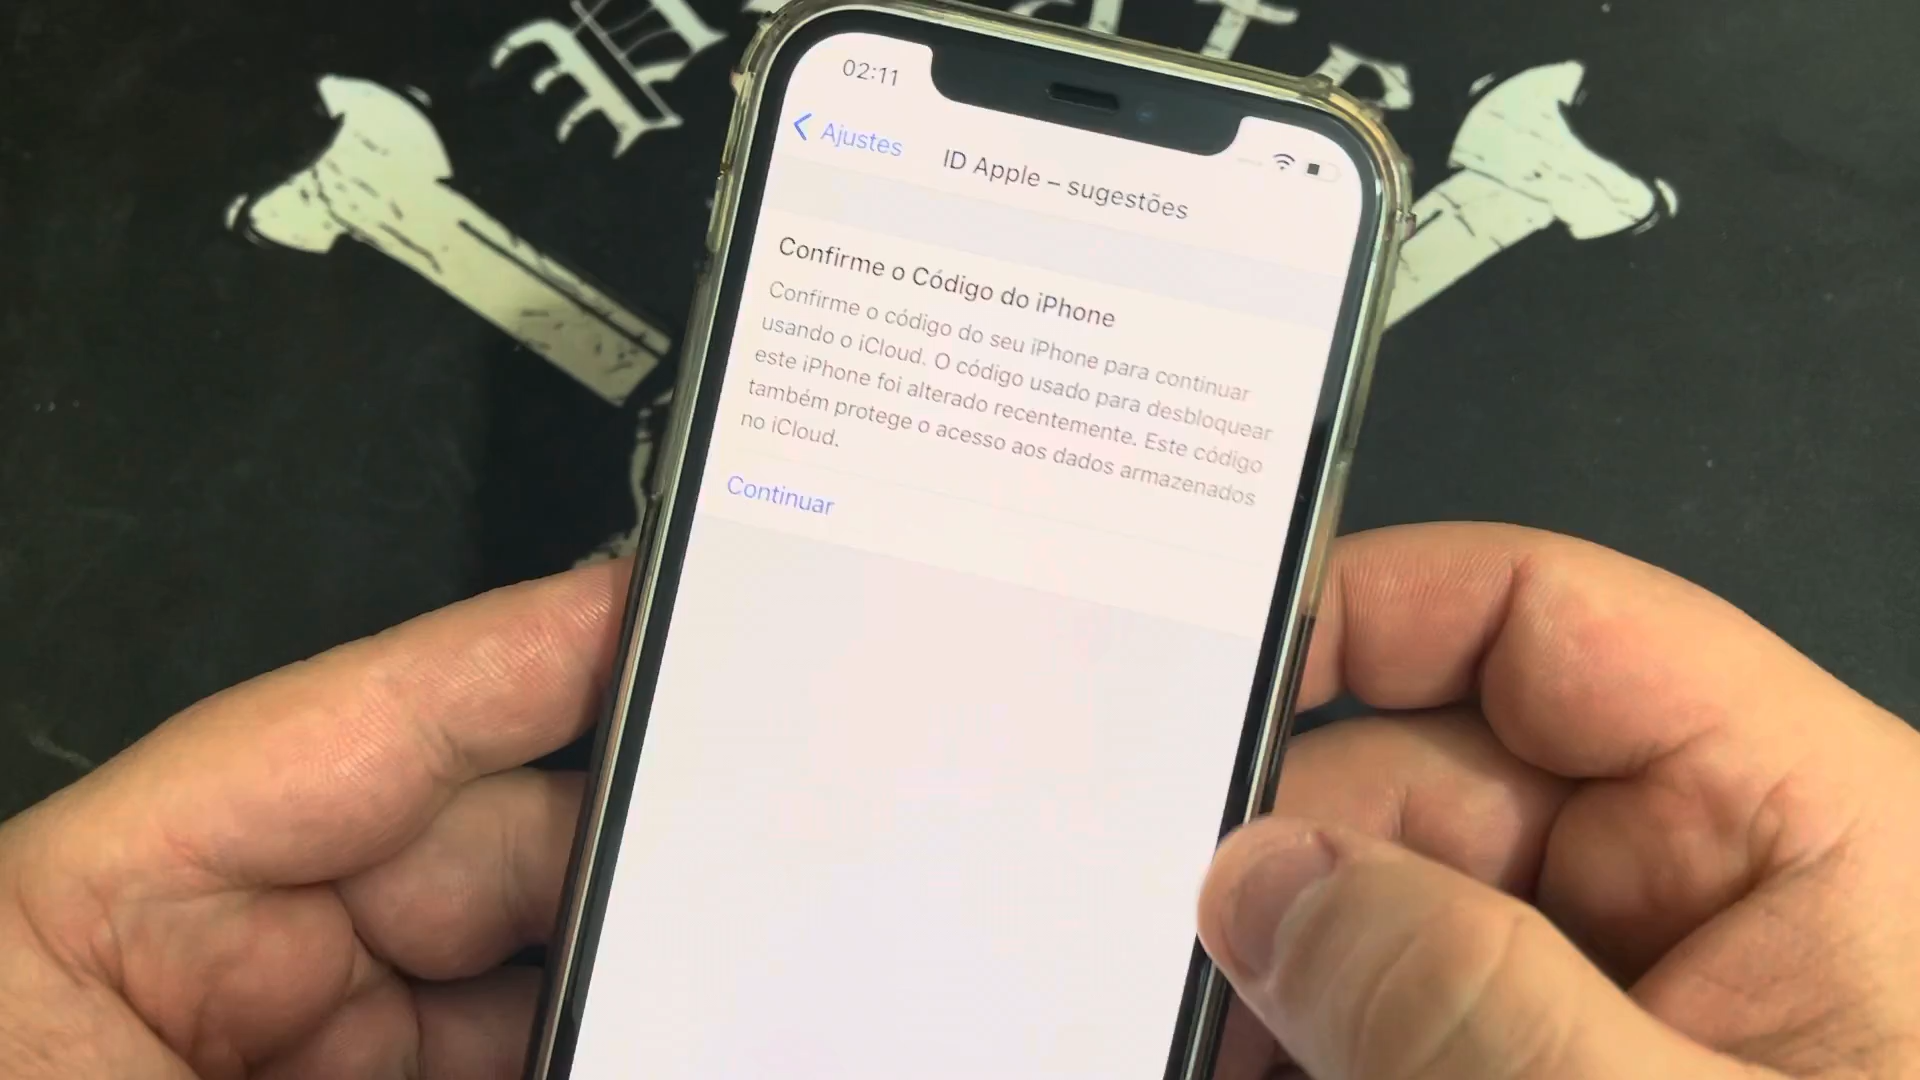 02:11
Ajustes
ID Apple – sugestões
Confirme o Código do iPhone
Confirme o código do seu iPhone para continuar
usando o iCloud. O código usado para desbloquear
este iPhone foi alterado recentemente. Este código
também protege o acesso aos dados armazenados
no iCloud.
Continuar